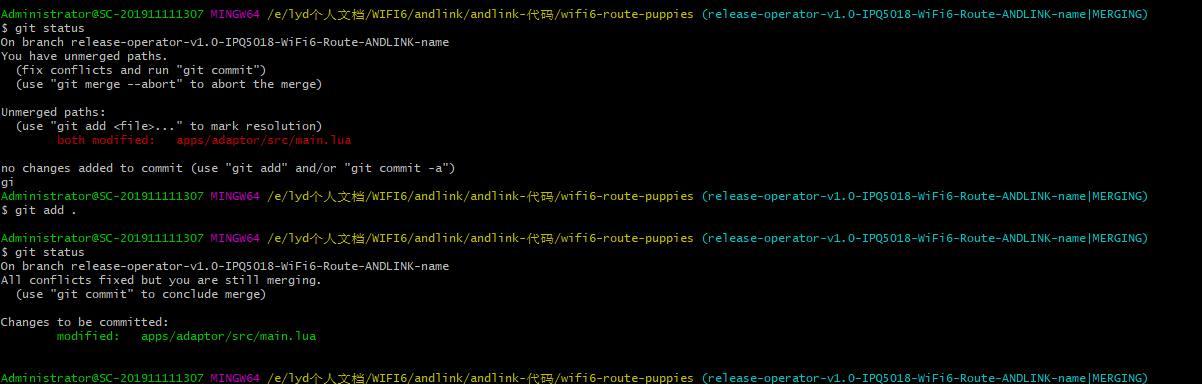 Administrator@SC-201911111307 MINGW64 /e/lyd个人文档/WIFI6/andlink/andlink-代码/wifi6-route-puppies (release-operator-v1.0-IPQ5018-WiFi6-Route-ANDLINK-name|MERGING)
$ git status
On branch release-operator-v1.0-IPQ5018-WiFi6-Route-ANDLINK-name
You have unmerged paths.
(fix conflicts and run "git commit")
(use "git merge --abort" to abort the merge)
Unmerged paths:
(use "git add <file>..." to mark resolution)
both modified: apps/adaptor/src/main.lua
no changes added to commit (use "git add" and/or "git commit -a")
gi
Administrator@SC-201911111307 MINGW64 /e/lyd个人文档/WIFI6/andlink/andlink-代码/wifi6-route-puppies (release-operator-v1.0-IPQ5018-WiFi6-Route-ANDLINK-name|MERGING)
$ git add .
Administrator@SC-201911111307 MINGW64 /e/lyd个人文档/WIFI6/andlink/andlink-代码/wifi6-route-puppies (release-operator-v1.0-IPQ5018-WiFi6-Route-ANDLINK-name|MERGING)
$ git status
On branch release-operator-v1.0-IPQ5018-WiFi6-Route-ANDLINK-name
All conflicts fixed but you are still merging.
(use "git commit" to conclude merge)
Changes to be committed:
modified: apps/adaptor/src/main.lua
Administrator@SC-201911111307 MINGW64 /e/lyd个人文档/WIFI6/andlink/andlink-代码/wifi6-route-puppies (release-operator-v1.0-IPQ5018-WiFi6-Route-ANDLINK-name|MERGING)